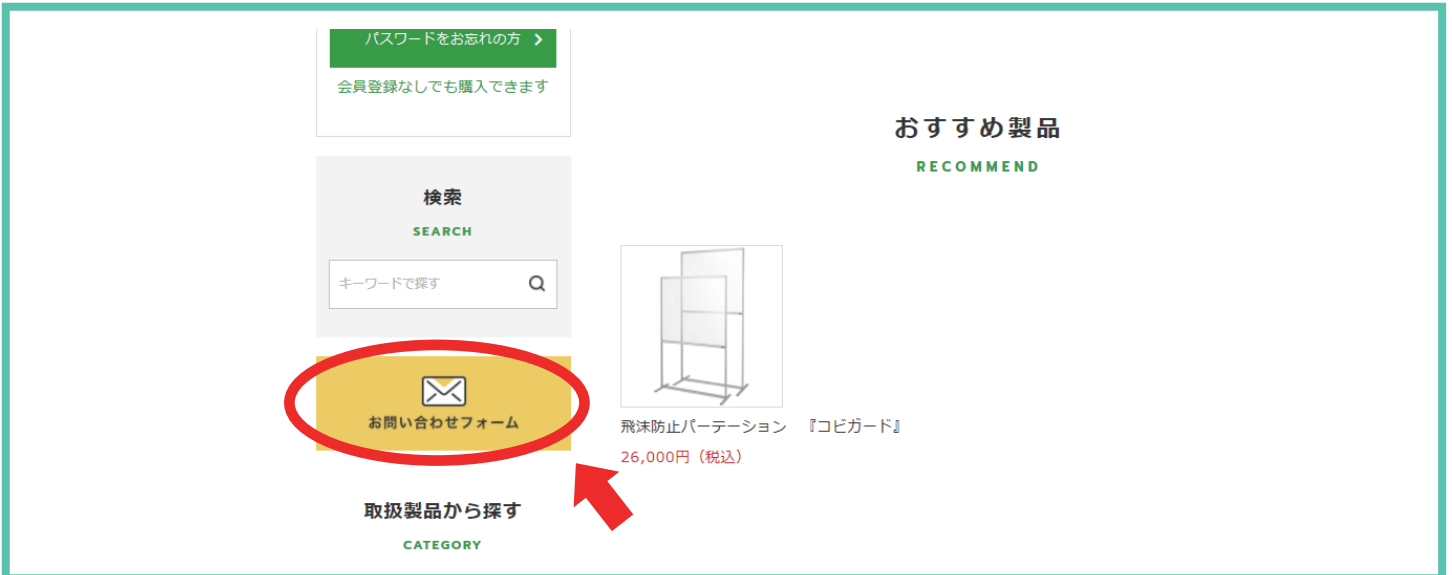 パスワードをお忘れの方
会員登録なしでも購入できます
検索
SEARCH
キーワードで探す
お問い合わせフォーム
取扱製品から探す
CATEGORY
おすすめ製品
RECOMMEND
飛沫防止パーテーション　『コビガード』
26,000円（税込）